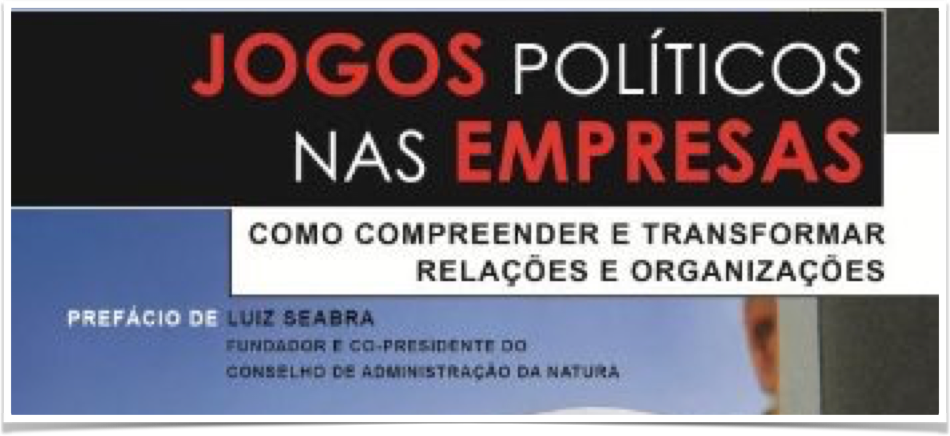 JOGOS POLÍTICOS
NAS EMPRESAS
COMO COMPREENDER E TRANSFORMAR
RELAÇÕES E ORGANIZAÇÕES
PREFÁCIO DE LUIZ SEABRA
FUNDADOR E CO-PRESIDENTE DO
CONSELHO DE ADMINISTRAÇÃO DA NATURA